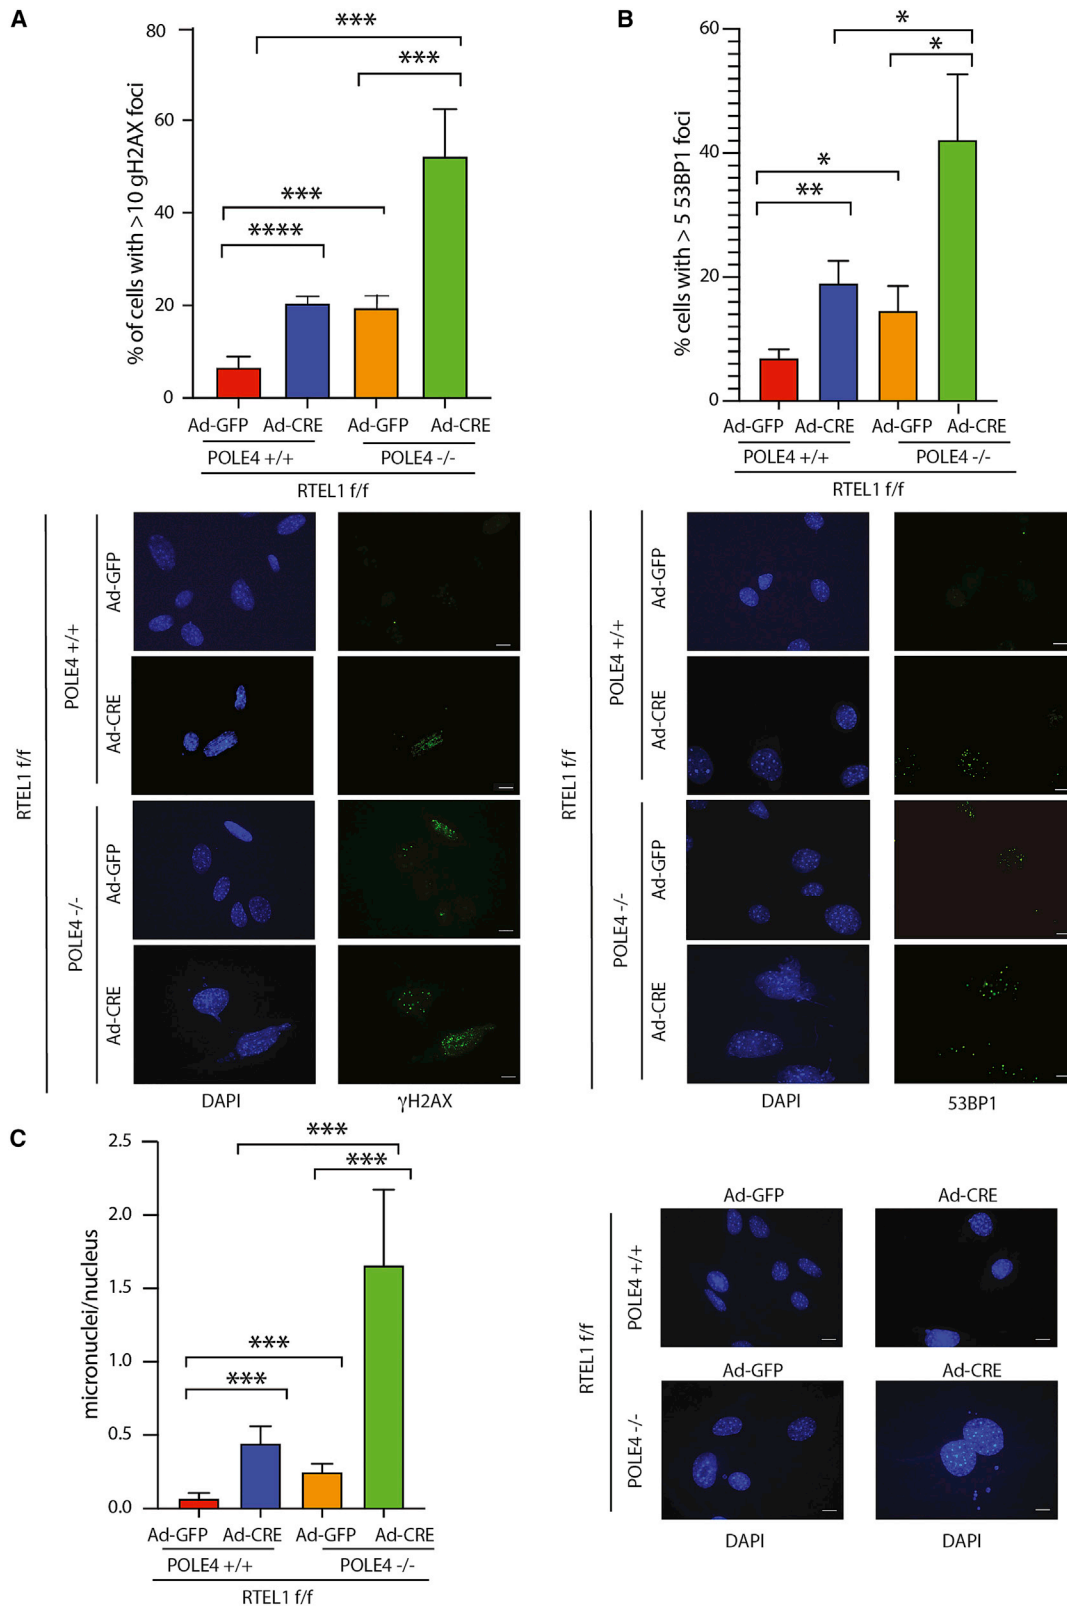 A
% of cells with >10 gH2AX foci
80
60
40
20
0
***
***
***
****
Ad-GFP Ad-CRE Ad-GFP Ad-CRE
POLE4 +/+ POLE4 -/-
RTEL1 f/f
B
% cells with > 5 53BP1 foci
60
40
20
0
*
*
*
**
Ad-GFP Ad-CRE Ad-GFP Ad-CRE
POLE4 +/+ POLE4 -/-
RTEL1 f/f
RTEL1 f/f
POLE4 +/+
Ad-GFP
Ad-CRE
POLE4 -/-
Ad-GFP
Ad-CRE
DAPI γH2AX
RTEL1 f/f
POLE4 +/+
Ad-GFP
Ad-CRE
POLE4 -/-
Ad-GFP
Ad-CRE
DAPI 53BP1
C
micronuclei/nucleus
2.5
2.0
1.5
1.0
0.5
0.0
***
***
***
***
Ad-GFP Ad-CRE Ad-GFP Ad-CRE
POLE4 +/+ POLE4 -/-
RTEL1 f/f
RTEL1 f/f
Ad-GFP Ad-CRE
POLE4 +/+
Ad-GFP Ad-CRE
POLE4 -/-
DAPI DAPI